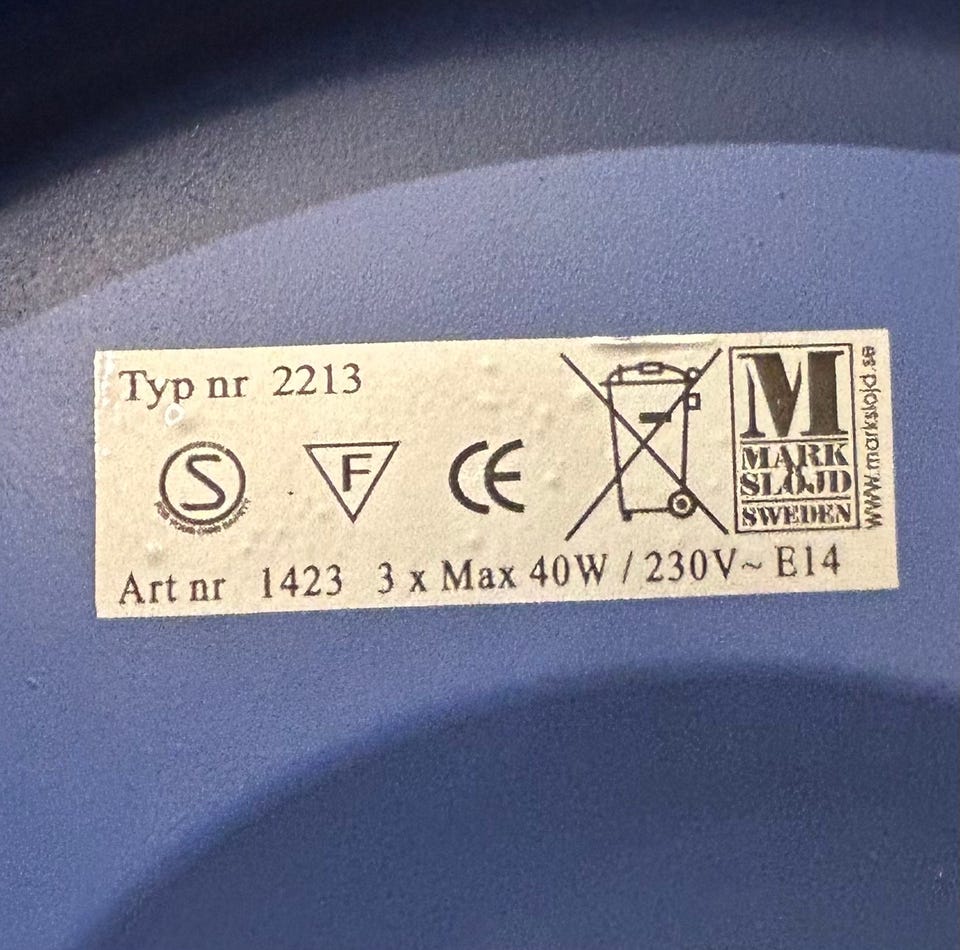 Typ nr 2213
S
F
CE
M
MARK
SLÖJD
SWEDEN
www.markslojd.se
Art nr 1423 3 x Max 40W / 230V~ E14